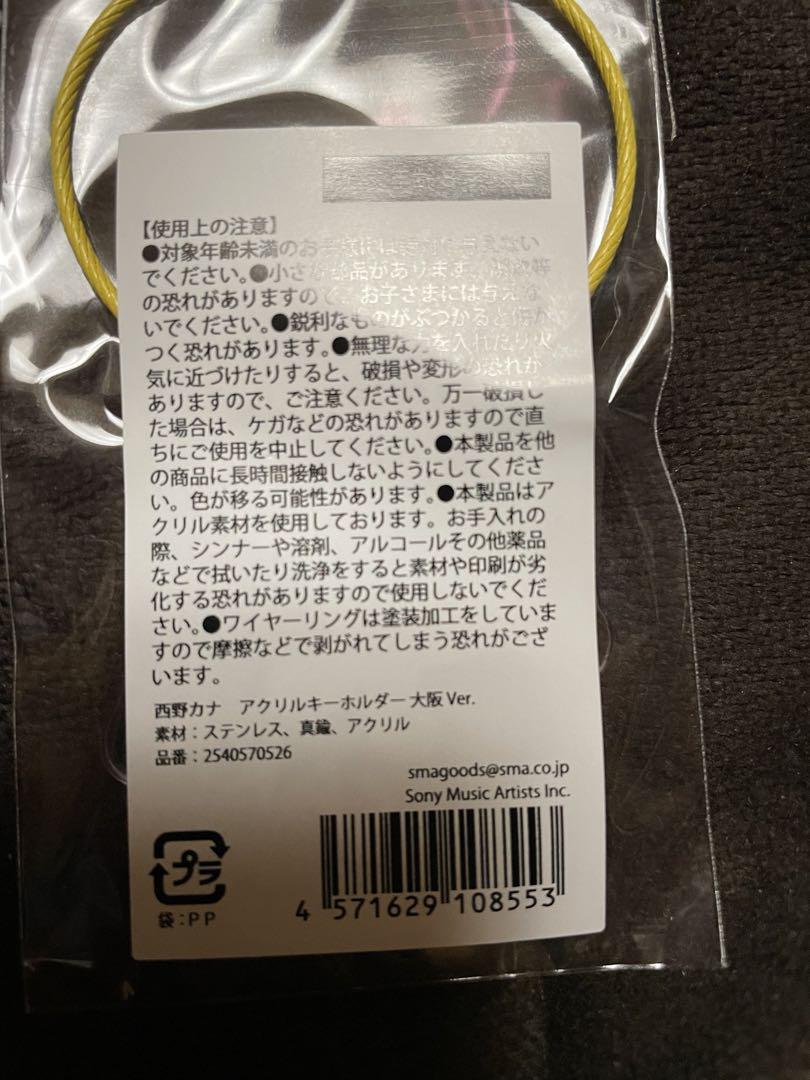 【使用上の注意】
●対象年齢未満のお子様には
でください。●小さな部品があります。
の恐れがありますので、お子さまには与えな
いでください。●鋭利なものがぶつかると傷が
つく恐れがあります。●無理な力を入れたり火
気に近づけたりすると、破損や変形の恐れが
ありますので、ご注意ください。万一破損し
た場合は、ケガなどの恐れがありますので直
ちにご使用を中止してください。●本製品を他
の商品に長時間接触しないようにしてくださ
い。色が移る可能性があります。●本製品はア
クリル素材を使用しております。お手入れの
際、シンナーや溶剤、アルコールその他薬品
などで拭いたり洗浄をすると素材や印刷が劣
化する恐れがありますので使用しないでくだ
さい。●ワイヤーリングは塗装加工をしていま
すので摩擦などで剥がれてしまう恐れがござ
います。
西野カナ アクリルキーホルダー 大阪 Ver.
素材：ステンレス、真鍮、アクリル
品番：2540570526
smagoods@sma.co.jp
Sony Music Artists Inc.
プラ
袋：PP
4 571629 108553